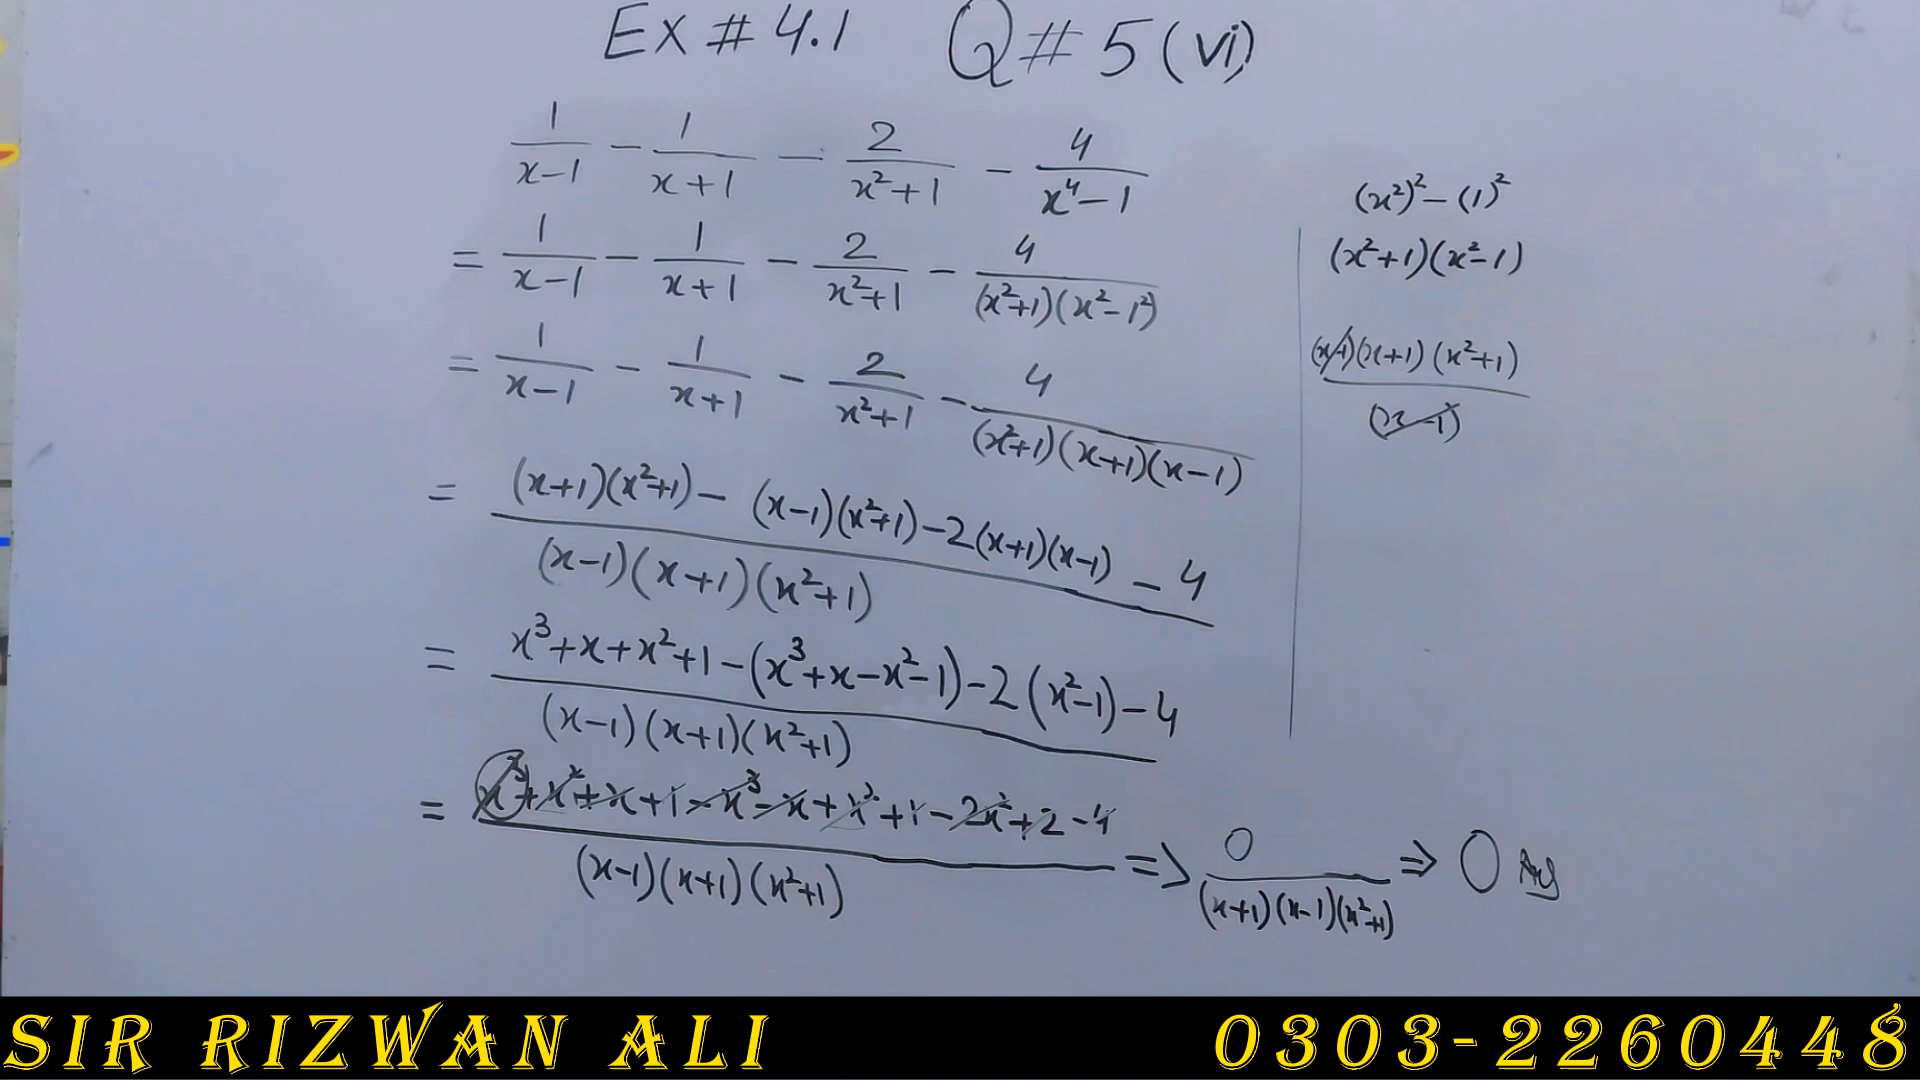 Ex # 4.1 Q# 5(vi)
1/(x-1) - 1/(x+1) - 2/(x²+1) - 4/(x⁴-1)
= 1/(x-1) - 1/(x+1) - 2/(x²+1) - 4/((x²+1)(x²-1²))
= 1/(x-1) - 1/(x+1) - 2/(x²+1) - 4/((x²+1)(x+1)(x-1))
= ((x+1)(x²+1) - (x-1)(x²+1) - 2(x+1)(x-1) - 4)/((x-1)(x+1)(x²+1))
= (x³+x+x²+1-(x³+x-x²-1)-2(x²-1)-4)/((x-1)(x+1)(x²+1))
= (x³+x²+x+1-x³-x+x²+1-2x²+2-4)/((x-1)(x+1)(x²+1)) => 0/((x+1)(x-1)(x²+1)) => 0
(x²)²-(1)²
(x²+1)(x²-1)
(x-1)(x+1)(x²+1)/(x-1)
SIR RIZWAN ALI 0303-2260448